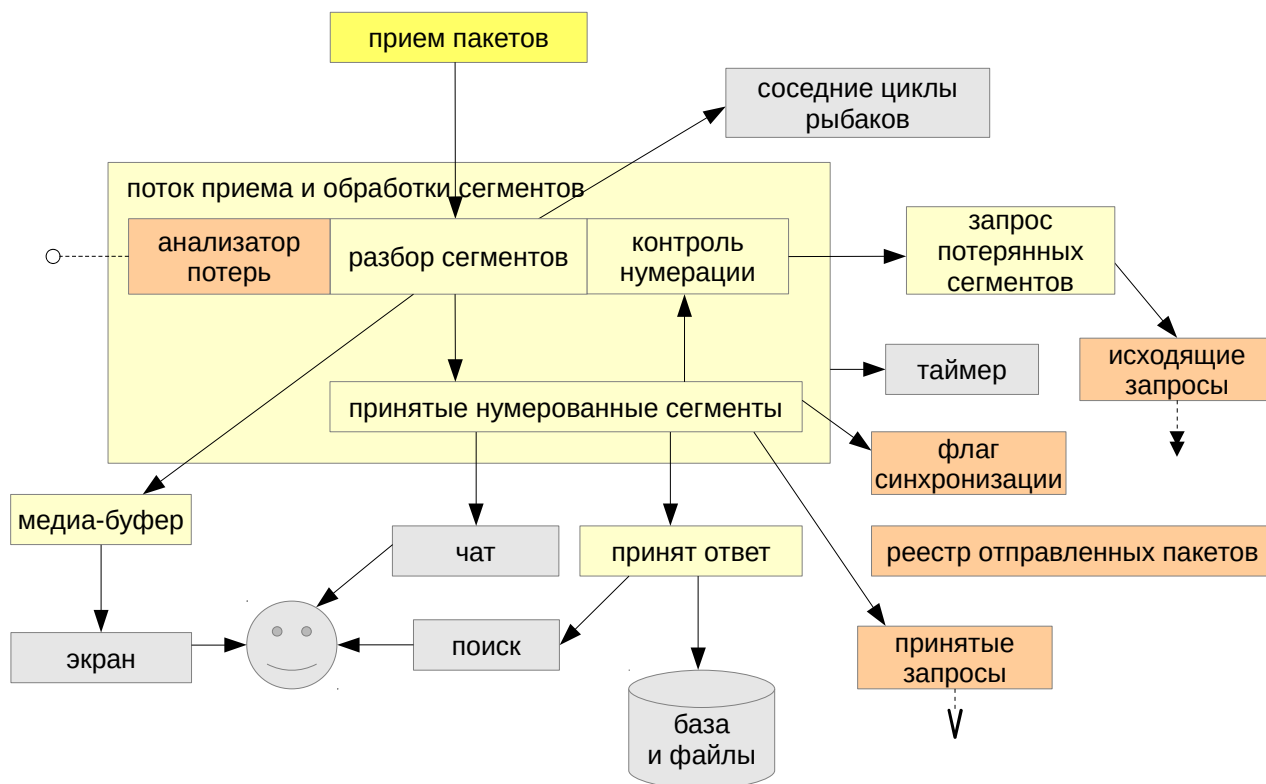 прием пакетов
соседние циклы
рыбаков
поток приема и обработки сегментов
анализатор
потерь
разбор сегментов
контроль
нумерации
запрос
потерянных
сегментов
исходящие
запросы
таймер
принятые нумерованные сегменты
флаг
синхронизации
медиа-буфер
чат
принят ответ
реестр отправленных пакетов
экран
поиск
принятые
запросы
база
и файлы